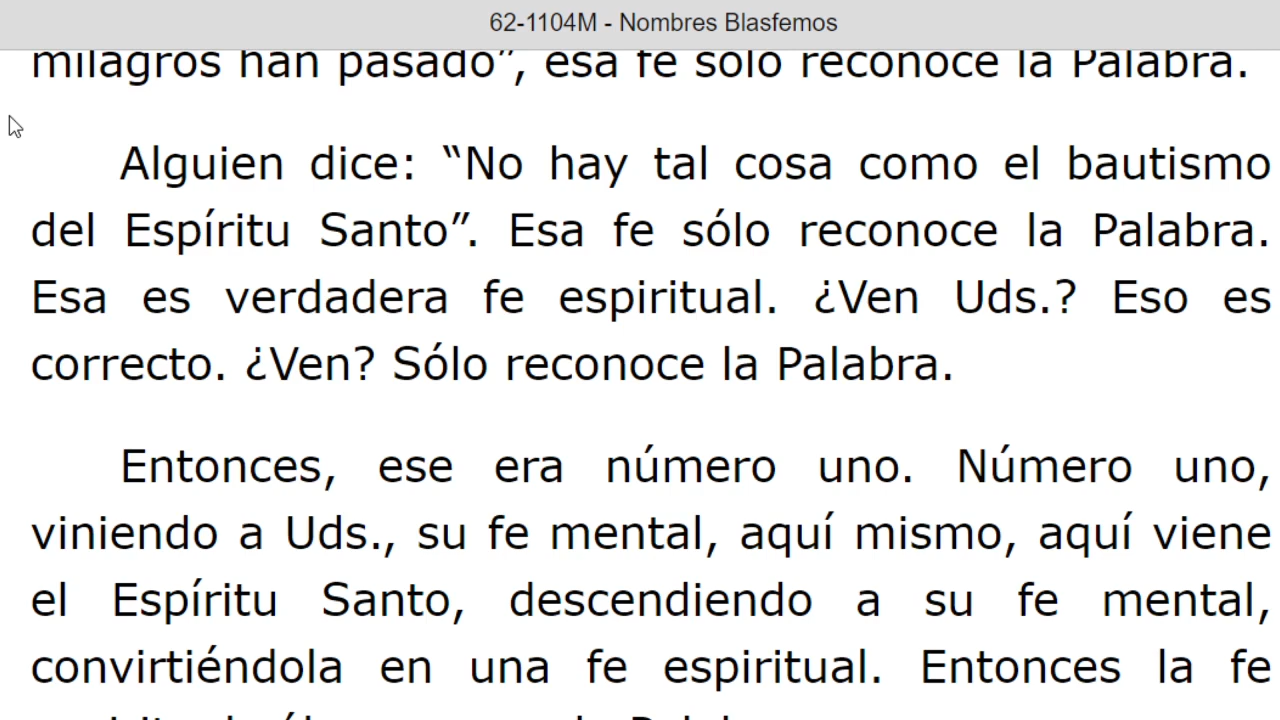 62-1104M - Nombres Blasfemos
milagros han pasado”, esa fe sólo reconoce la Palabra.
Alguien dice: “No hay tal cosa como el bautismo
del Espíritu Santo”. Esa fe sólo reconoce la Palabra.
Esa es verdadera fe espiritual. ¿Ven Uds.? Eso es
correcto. ¿Ven? Sólo reconoce la Palabra.
Entonces, ese era número uno. Número uno,
viniendo a Uds., su fe mental, aquí mismo, aquí viene
el Espíritu Santo, descendiendo a su fe mental,
convirtiéndola en una fe espiritual. Entonces la fe